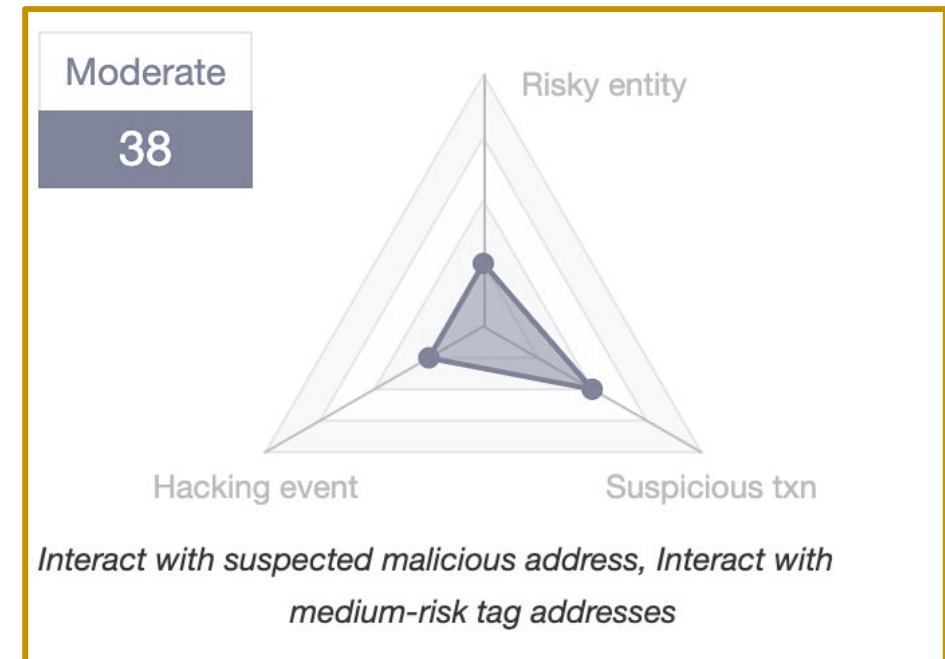 Moderate
38
Risky entity
Hacking event
Suspicious txn
Interact with suspected malicious address, Interact with
medium-risk tag addresses